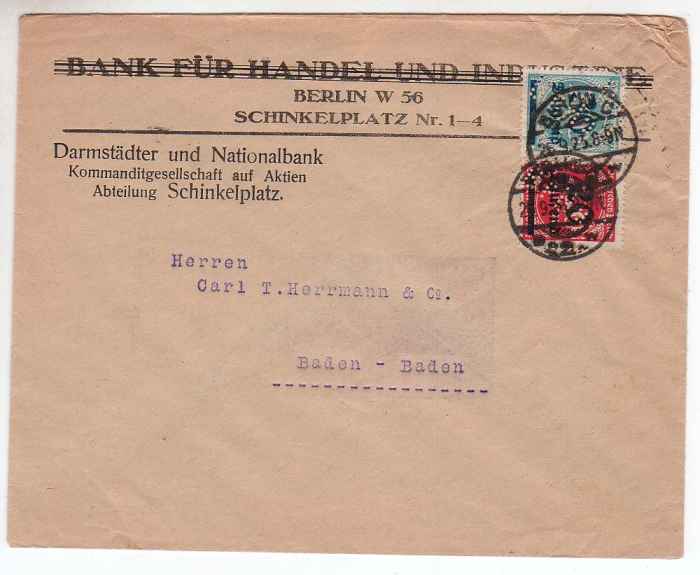 BANK FÜR HANDEL UND INDUSTRIE
BERLIN W 56
SCHINKELPLATZ Nr. 1-4
Darmstädter und Nationalbank
Kommanditgesellschaft auf Aktien
Abteilung Schinkelplatz.
Herren
Carl T.Herrmann & Co.
Baden - Baden